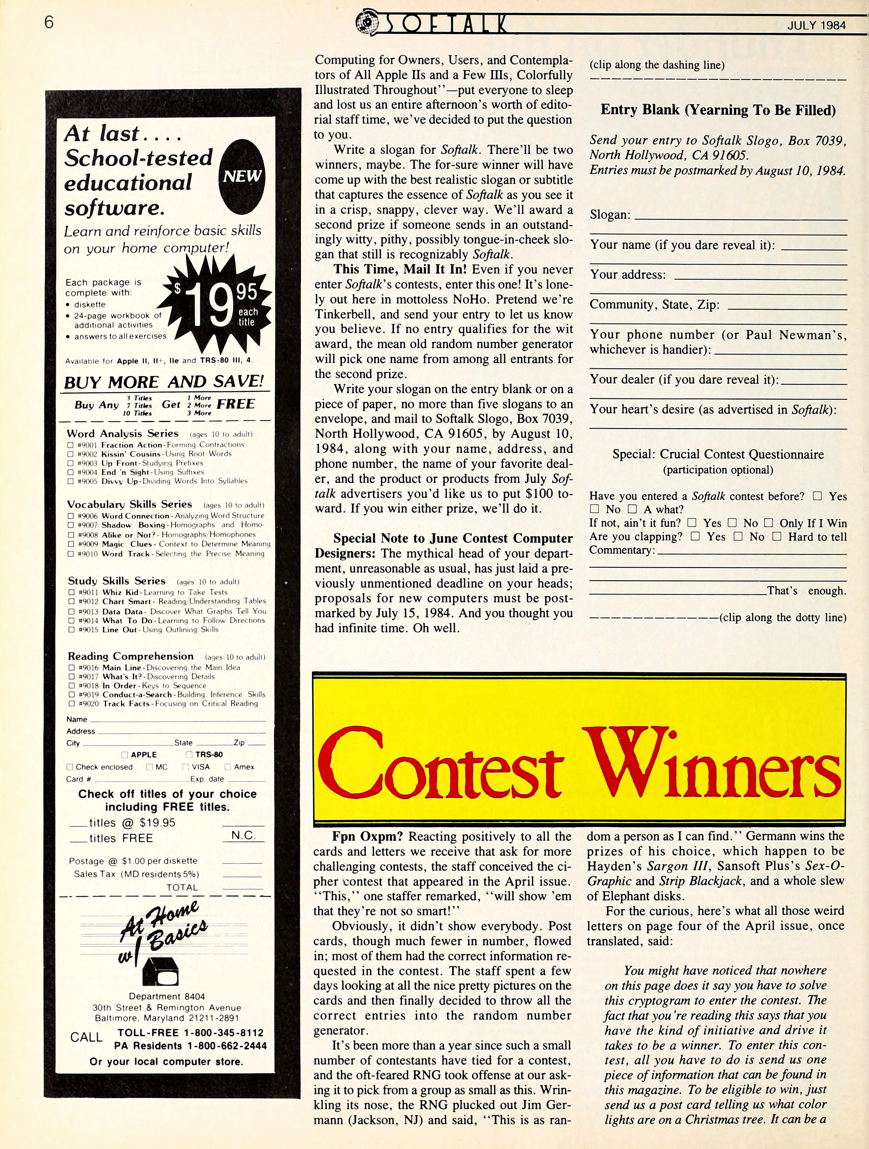 6
SOFTALK
JULY 1984
At last....
School-tested
educational
software.
NEW
Learn and reinforce basic skills
on your home computer!
Each package is
complete with:
• diskette
• 24-page workbook of
additional activities
• answers to all exercises
$19.95
each
title
Available for Apple II, II+, IIe and TRS-80 III, 4.
BUY MORE AND SAVE!
Buy Any 3 Titles 7 Titles 10 Titles Get 1 More 2 More 3 More FREE
Word Analysis Series (ages 10 to adult)
☐ #9001 Fraction Action-Forming Contractions
☐ #9002 Kissin' Cousins-Using Root Words
☐ #9003 Up Front-Studying Prefixes
☐ #9004 End 'n Sight-Using Suffixes
☐ #9005 Divvy Up-Dividing Words Into Syllables
Vocabulary Skills Series (ages 10 to adult)
☐ #9006 Word Connection-Analyzing Word Structure
☐ #9007 Shadow Boxing-Homographs and Homo-
☐ #9008 Alike or Not?-Homographs/Homophones
☐ #9009 Magic Clues-Context to Determine Meaning
☐ #9010 Word Track-Selecting the Precise Meaning
Study Skills Series (ages 10 to adult)
☐ #9011 Whiz Kid-Learning to Take Tests
☐ #9012 Chart Smart-Reading/Understanding Tables
☐ #9013 Data Data-Discover What Graphs Tell You
☐ #9014 What To Do-Learning to Follow Directions
☐ #9015 Line Out-Using Outlining Skills
Reading Comprehension (ages 10 to adult)
☐ #9016 Main Line-Discovering the Main Idea
☐ #9017 What's It?-Discovering Details
☐ #9018 In Order-Keys to Sequence
☐ #9019 Conduct-a-Search-Building Inference Skills
☐ #9020 Track Facts-Focusing on Critical Reading
Name
Address
City State Zip
☐ APPLE ☐ TRS-80
☐ Check enclosed ☐ MC ☐ VISA ☐ Amex
Card # Exp. date
Check off titles of your choice
including FREE titles.
___titles @ $19.95
___titles FREE N.C.
Postage @ $1.00 per diskette
Sales Tax (MD residents 5%)
TOTAL
At Home
w/ Basics
Department 8404
30th Street & Remington Avenue
Baltimore, Maryland 21211-2891
CALL TOLL-FREE 1-800-345-8112
PA Residents 1-800-662-2444
Or your local computer store.
Computing for Owners, Users, and Contempla-
tors of All Apple IIs and a Few IIIs, Colorfully
Illustrated Throughout''—put everyone to sleep
and lost us an entire afternoon's worth of edito-
rial staff time, we've decided to put the question
to you.
Write a slogan for Softalk. There'll be two
winners, maybe. The for-sure winner will have
come up with the best realistic slogan or subtitle
that captures the essence of Softalk as you see it
in a crisp, snappy, clever way. We'll award a
second prize if someone sends in an outstand-
ingly witty, pithy, possibly tongue-in-cheek slo-
gan that still is recognizably Softalk.
This Time, Mail It In! Even if you never
enter Softalk's contests, enter this one! It's lone-
ly out here in mottoless NoHo. Pretend we're
Tinkerbell, and send your entry to let us know
you believe. If no entry qualifies for the wit
award, the mean old random number generator
will pick one name from among all entrants for
the second prize.
Write your slogan on the entry blank or on a
piece of paper, no more than five slogans to an
envelope, and mail to Softalk Slogo, Box 7039,
North Hollywood, CA 91605, by August 10,
1984, along with your name, address, and
phone number, the name of your favorite deal-
er, and the product or products from July Sof-
talk advertisers you'd like us to put $100 to-
ward. If you win either prize, we'll do it.
Special Note to June Contest Computer
Designers: The mythical head of your depart-
ment, unreasonable as usual, has just laid a pre-
viously unmentioned deadline on your heads;
proposals for new computers must be post-
marked by July 15, 1984. And you thought you
had infinite time. Oh well.
(clip along the dashing line)
Entry Blank (Yearning To Be Filled)
Send your entry to Softalk Slogo, Box 7039,
North Hollywood, CA 91605.
Entries must be postmarked by August 10, 1984.
Slogan:
Your name (if you dare reveal it):
Your address:
Community, State, Zip:
Your phone number (or Paul Newman's,
whichever is handier):
Your dealer (if you dare reveal it):
Your heart's desire (as advertised in Softalk):
Special: Crucial Contest Questionnaire
(participation optional)
Have you entered a Softalk contest before? ☐ Yes
☐ No ☐ A what?
If not, ain't it fun? ☐ Yes ☐ No ☐ Only If I Win
Are you clapping? ☐ Yes ☐ No ☐ Hard to tell
Commentary:
That's enough.
(clip along the dotty line)
Contest Winners
Fpn Oxpm? Reacting positively to all the
cards and letters we receive that ask for more
challenging contests, the staff conceived the ci-
pher contest that appeared in the April issue.
''This,'' one staffer remarked, ''will show 'em
that they're not so smart!''
Obviously, it didn't show everybody. Post
cards, though much fewer in number, flowed
in; most of them had the correct information re-
quested in the contest. The staff spent a few
days looking at all the nice pretty pictures on the
cards and then finally decided to throw all the
correct entries into the random number
generator.
It's been more than a year since such a small
number of contestants have tied for a contest,
and the oft-feared RNG took offense at our ask-
ing it to pick from a group as small as this. Wrin-
kling its nose, the RNG plucked out Jim Ger-
mann (Jackson, NJ) and said, ''This is as ran-
dom a person as I can find.'' Germann wins the
prizes of his choice, which happen to be
Hayden's Sargon III, Sansoft Plus's Sex-O-
Graphic and Strip Blackjack, and a whole slew
of Elephant disks.
For the curious, here's what all those weird
letters on page four of the April issue, once
translated, said:
You might have noticed that nowhere
on this page does it say you have to solve
this cryptogram to enter the contest. The
fact that you're reading this says that you
have the kind of initiative and drive it
takes to be a winner. To enter this con-
test, all you have to do is send us one
piece of information that can be found in
this magazine. To be eligible to win, just
send us a post card telling us what color
lights are on a Christmas tree. It can be a